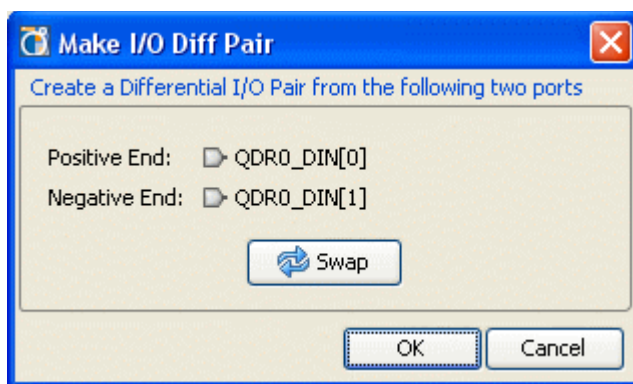 Make I/O Diff Pair
Create a Differential I/O Pair from the following two ports
Positive End: QDR0_DIN[0]
Negative End: QDR0_DIN[1]
Swap
OK Cancel